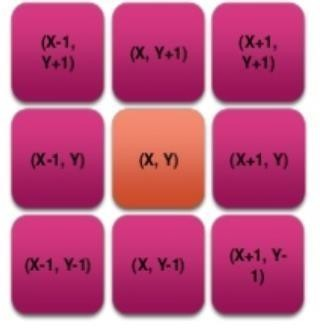 (X-1,
Y+1)
(X, Y+1)
(X+1,
Y+1)
(X-1, Y)
(X, Y)
(X+1, Y)
(X-1, Y-1)
(X, Y-1)
(X+1, Y-
1)